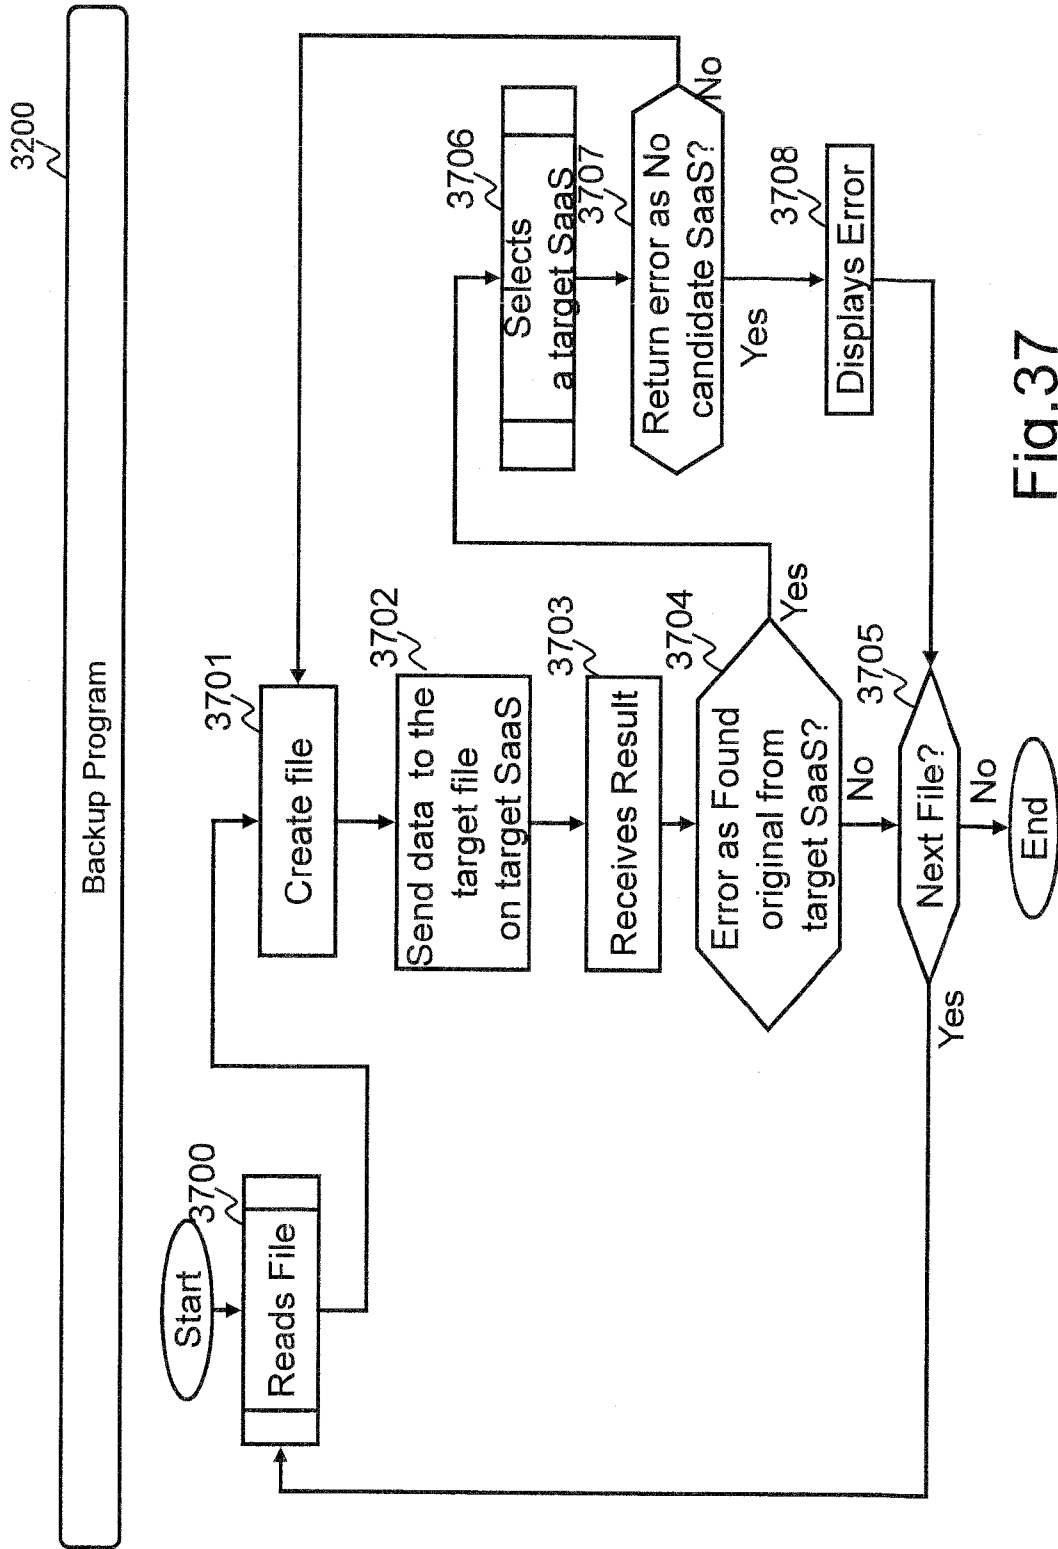 3200
Backup Program
Start
3700
Reads File
3701
Create file
3702
Send data to the
target file
on target SaaS
3703
Receives Result
3704
Error as Found
original from
target SaaS?
Yes
No
3705
Next File?
Yes
No
End
3706
Selects
a target SaaS
3707
Return error as No
candidate SaaS?
No
Yes
3708
Displays Error
Fig.37